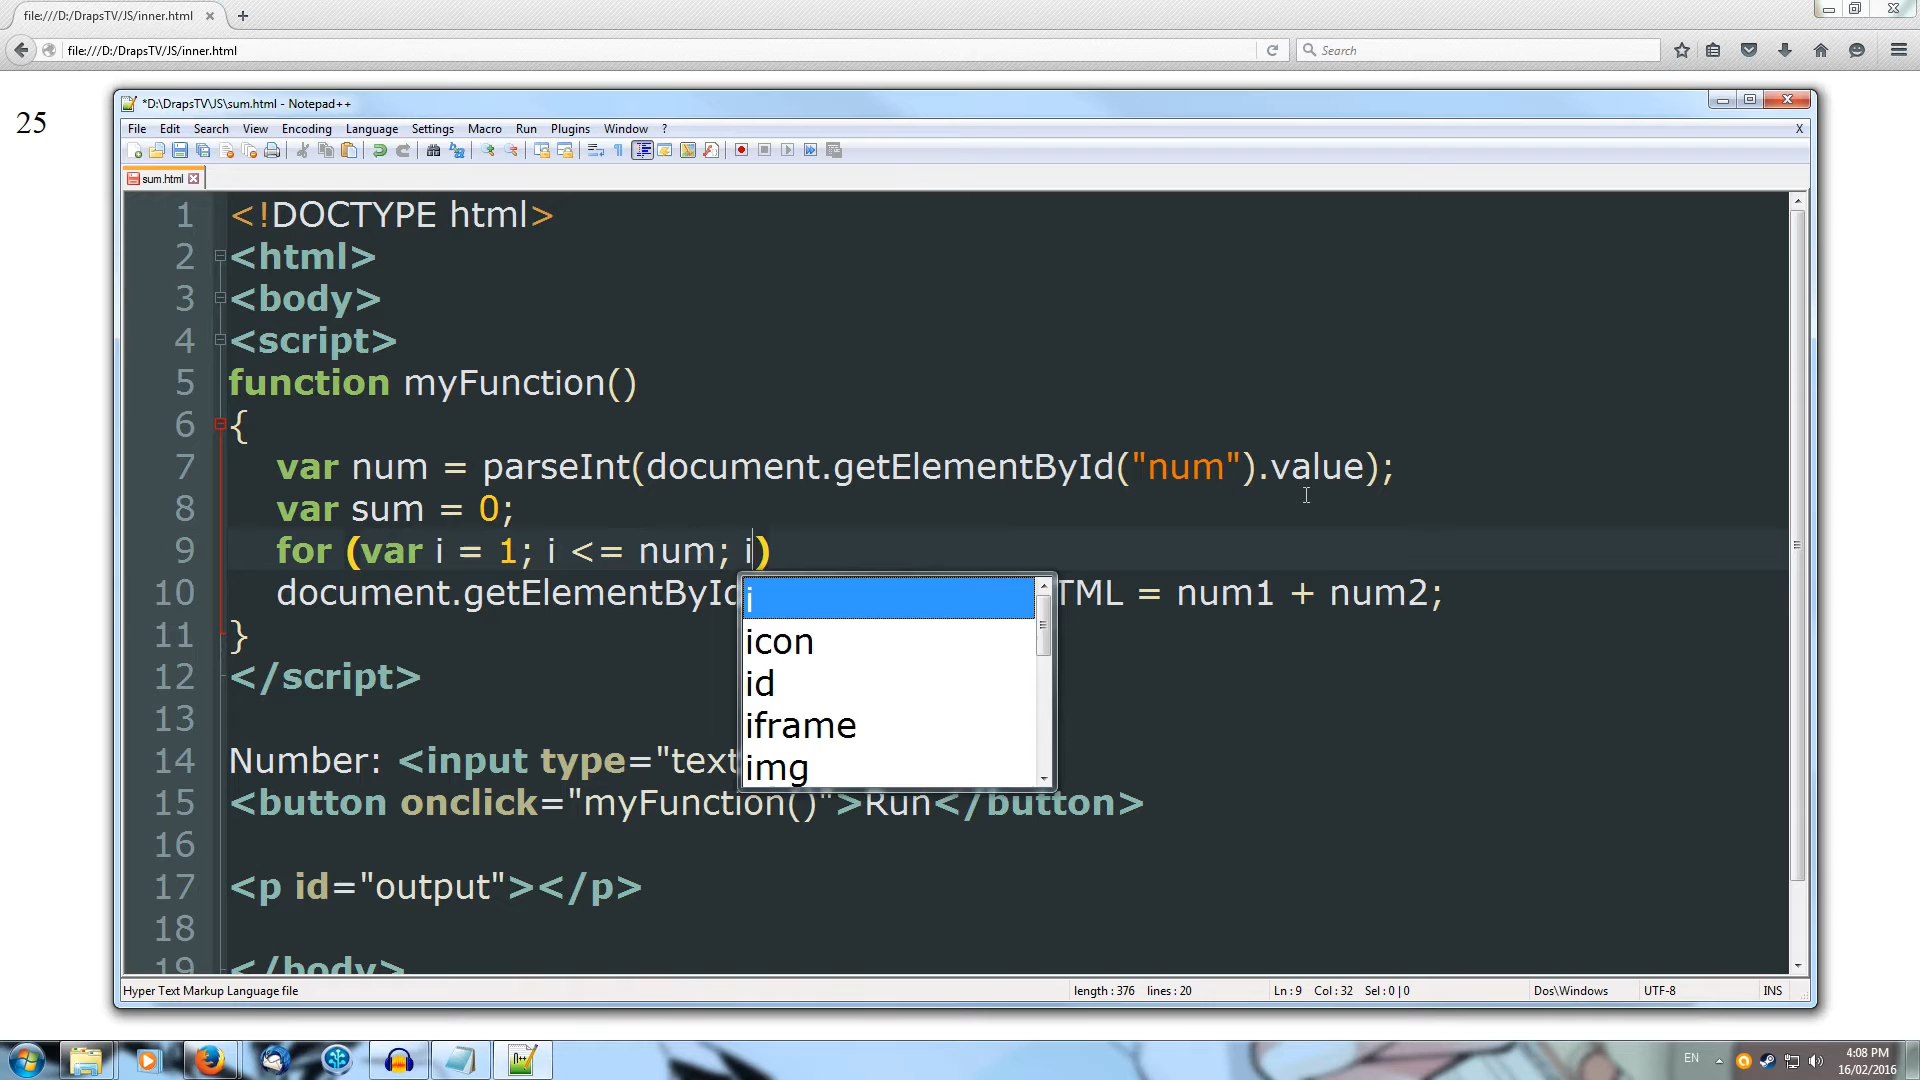 file:///D:/DrapsTV/JS/inner.html
file:///D:/DrapsTV/JS/inner.html
Search
25
*D:\DrapsTV\JS\sum.html - Notepad++
File Edit Search View Encoding Language Settings Macro Run Plugins Window ? X
sum.html
1 <!DOCTYPE html>
2 <html>
3 <body>
4 <script>
5 function myFunction()
6 {
7 var num = parseInt(document.getElementById("num").value);
8 var sum = 0;
9 for (var i = 1; i <= num; i)
10 document.getElementById TML = num1 + num2;
11 }
12 </script>
13
14 Number: <input type="text
15 <button onclick="myFunction()">Run</button>
16
17 <p id="output"></p>
18
19 </body>
i
icon
id
iframe
img
Hyper Text Markup Language file length : 376 lines : 20 Ln : 9 Col : 32 Sel : 0 | 0 Dos\Windows UTF-8 INS
EN 4:08 PM
16/02/2016